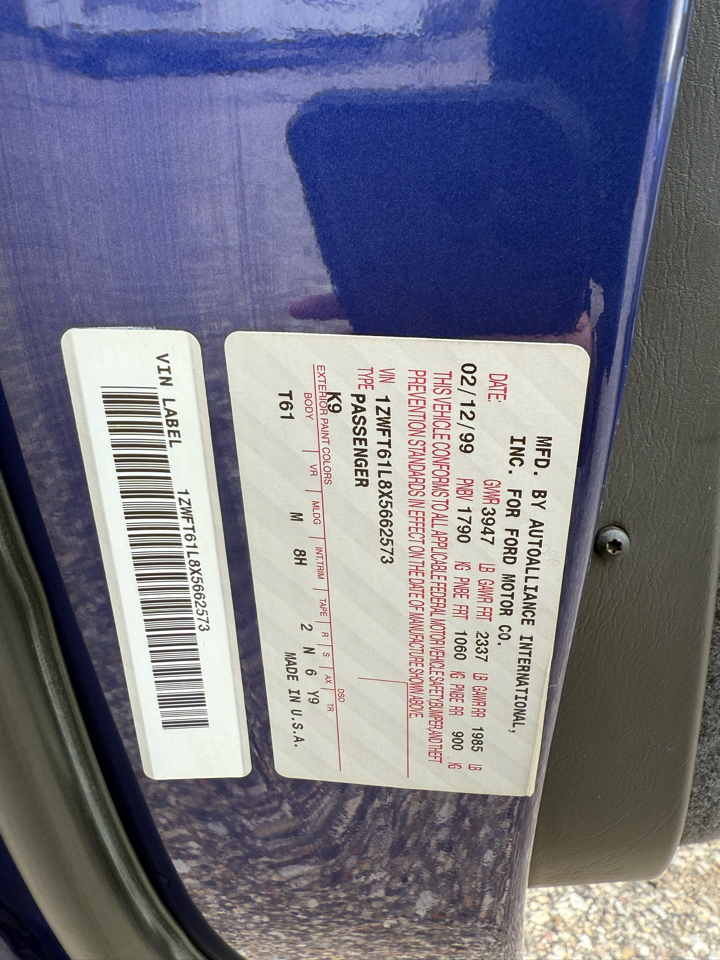 MFD. BY AUTOALLIANCE INTERNATIONAL,
INC. FOR FORD MOTOR CO.
DATE: GVWR 3947 LB GAWR FRT 2337 LB GAWR RR 1985 LB
02/12/99 PNBV 1790 KG PNBE FRT 1060 KG PNBE RR 900 KG
THIS VEHICLE CONFORMS TO ALL APPLICABLE FEDERAL MOTOR VEHICLE SAFETY, BUMPER, AND THEFT
PREVENTION STANDARDS IN EFFECT ON THE DATE OF MANUFACTURE SHOWN ABOVE.
VIN 1ZWFT61L8X5662573
TYPE PASSENGER
K9
EXTERIOR PAINT COLORS DSO
BODY VR MLDG INT. TRIM TAPE R S AX TR
T61 M 8H 2 N 6 Y9
MADE IN U.S.A.
VIN LABEL
1ZWFT61L8X5662573